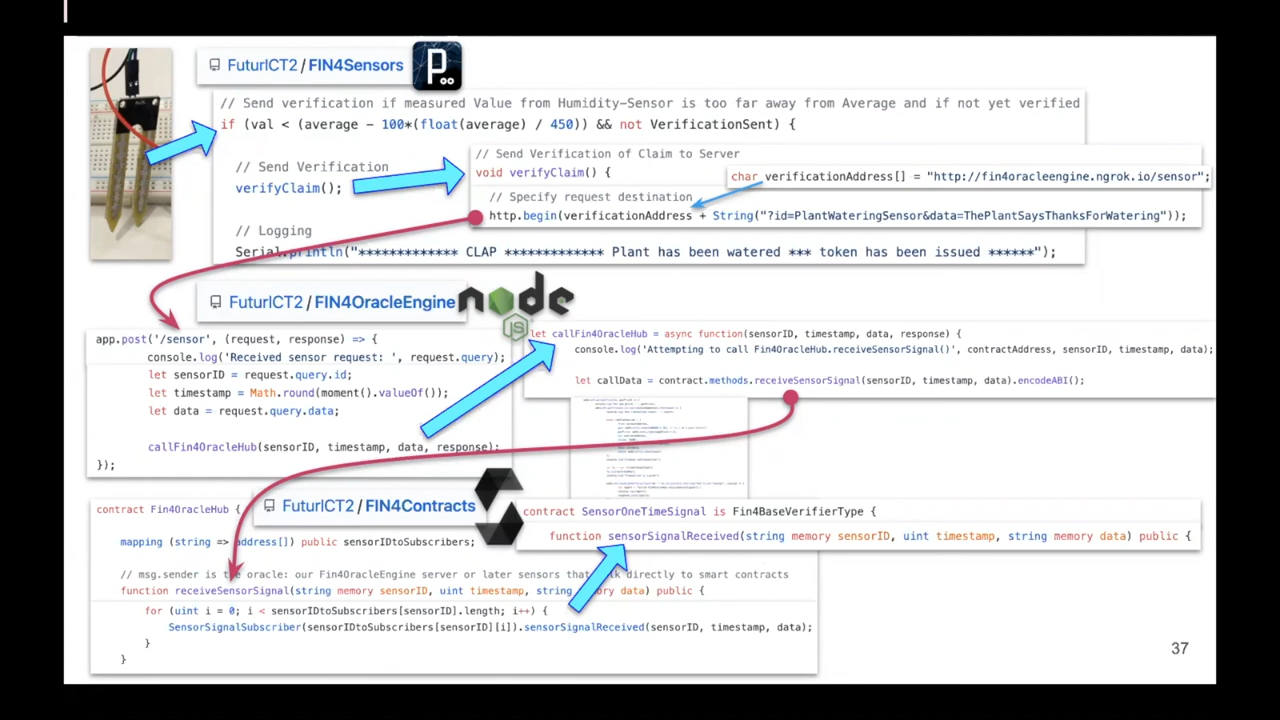 FuturICT2/FIN4Sensors
P
// Send verification if measured Value from Humidity-Sensor is too far away from Average and if not yet verified
if (val < (average - 100*(float(average) / 450)) && not VerificationSent) {
// Send Verification
verifyClaim();
// Logging
Serial.println("************* CLAP ************* Plant has been watered *** token has been issued ******");
// Send Verification of Claim to Server
void verifyClaim() {
char verificationAddress[] = "http://fin4oracleengine.ngrok.io/sensor";
// Specify request destination
http.begin(verificationAddress + String("?id=PlantWateringSensor&data=ThePlantSaysThanksForWatering"));
FuturICT2/FIN4OracleEngine
node
JS
app.post('/sensor', (request, response) => {
console.log('Received sensor request: ', request.query);
let sensorID = request.query.id;
let timestamp = Math.round(moment().valueOf());
let data = request.query.data;
callFin4OracleHub(sensorID, timestamp, data, response);
});
let callFin4OracleHub = async function(sensorID, timestamp, data, response) {
console.log('Attempting to call Fin4OracleHub.receiveSensorSignal()', contractAddress, sensorID, timestamp, data);
let callData = contract.methods.receiveSensorSignal(sensorID, timestamp, data).encodeABI();
FuturICT2/FIN4Contracts
contract Fin4OracleHub {
mapping (string => address[]) public sensorIDtoSubscribers;
// msg.sender is the oracle: our Fin4OracleEngine server or later sensors that directly to smart contracts
function receiveSensorSignal(string memory sensorID, uint timestamp, string memory data) public {
for (uint i = 0; i < sensorIDtoSubscribers[sensorID].length; i++) {
SensorSignalSubscriber(sensorIDtoSubscribers[sensorID][i]).sensorSignalReceived(sensorID, timestamp, data);
}
}
contract SensorOneTimeSignal is Fin4BaseVerifierType {
function sensorSignalReceived(string memory sensorID, uint timestamp, string memory data) public {
37